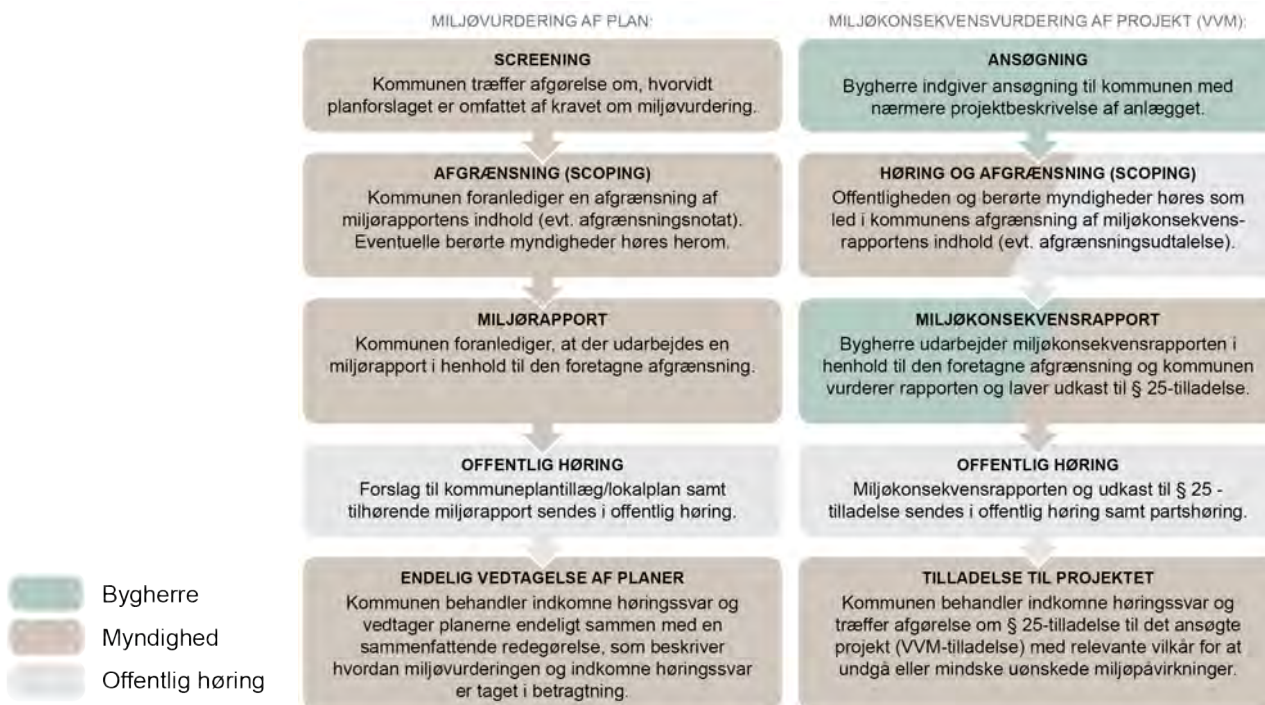 MILJØVURDERING AF PLAN:
SCREENING
Kommunen træffer afgørelse om, hvorvidt
planforslaget er omfattet af kravet om miljøvurdering.
AFGRÆNSNING (SCOPING)
Kommunen foranlediger en afgrænsning af
miljørapportens indhold (evt. afgrænsningsnotat).
Eventuelle berørte myndigheder høres herom.
MILJØRAPPORT
Kommunen foranlediger, at der udarbejdes en
miljørapport i henhold til den foretagne afgrænsning.
OFFENTLIG HØRING
Forslag til kommuneplantillæg/lokalplan samt
tilhørende miljørapport sendes i offentlig høring.
ENDELIG VEDTAGELSE AF PLANER
Kommunen behandler indkomne høringssvar og
vedtager planerne endeligt sammen med en
sammenfattende redegørelse, som beskriver
hvordan miljøvurderingen og indkomne høringssvar
er taget i betragtning.
MILJØKONSEKVENSVURDERING AF PROJEKT (VVM):
ANSØGNING
Bygherre indgiver ansøgning til kommunen med
nærmere projektbeskrivelse af anlægget.
HØRING OG AFGRÆNSNING (SCOPING)
Offentligheden og berørte myndigheder høres som
led i kommunens afgrænsning af miljøkonsekvens-
rapportens indhold (evt. afgrænsningsudtalelse).
MILJØKONSEKVENSRAPPORT
Bygherre udarbejder miljøkonsekvensrapporten i
henhold til den foretagne afgrænsning og kommunen
vurderer rapporten og laver udkast til § 25-tilladelse.
OFFENTLIG HØRING
Miljøkonsekvensrapporten og udkast til § 25 -
tilladelse sendes i offentlig høring samt partshøring.
TILLADELSE TIL PROJEKTET
Kommunen behandler indkomne høringssvar og
træffer afgørelse om § 25-tilladelse til det ansøgte
projekt (VVM-tilladelse) med relevante vilkår for at
undgå eller mindske uønskede miljøpåvirkninger.
Bygherre
Myndighed
Offentlig høring